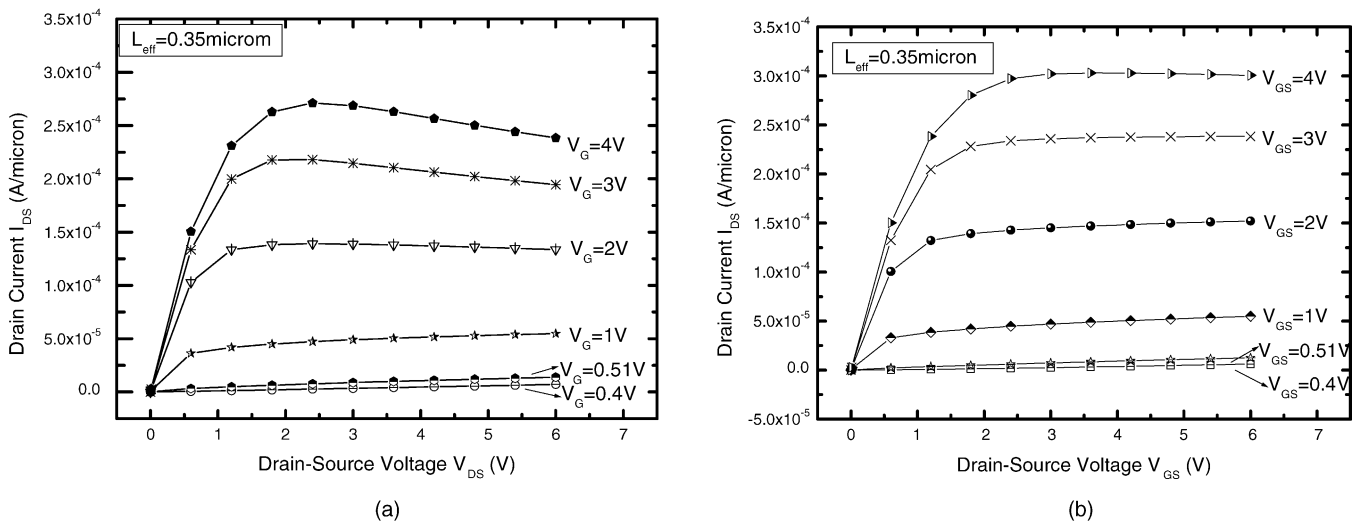 3.5x10⁻⁴
L_eff=0.35microm
3.0x10⁻⁴
2.5x10⁻⁴
2.0x10⁻⁴
1.5x10⁻⁴
1.0x10⁻⁴
5.0x10⁻⁵
0.0
Drain Current I_DS (A/micron)
V_G=4V
V_G=3V
V_G=2V
V_G=1V
V_G=0.51V
V_G=0.4V
0 1 2 3 4 5 6 7
Drain-Source Voltage V_DS (V)
(a)
3.5x10⁻⁴
L_eff=0.35micron
3.0x10⁻⁴
2.5x10⁻⁴
2.0x10⁻⁴
1.5x10⁻⁴
1.0x10⁻⁴
5.0x10⁻⁵
0.0
-5.0x10⁻⁵
Drain Current I_DS (A/micron)
V_GS=4V
V_GS=3V
V_GS=2V
V_GS=1V
V_GS=0.51V
V_GS=0.4V
0 1 2 3 4 5 6 7
Drain-Source Voltage V_GS (V)
(b)